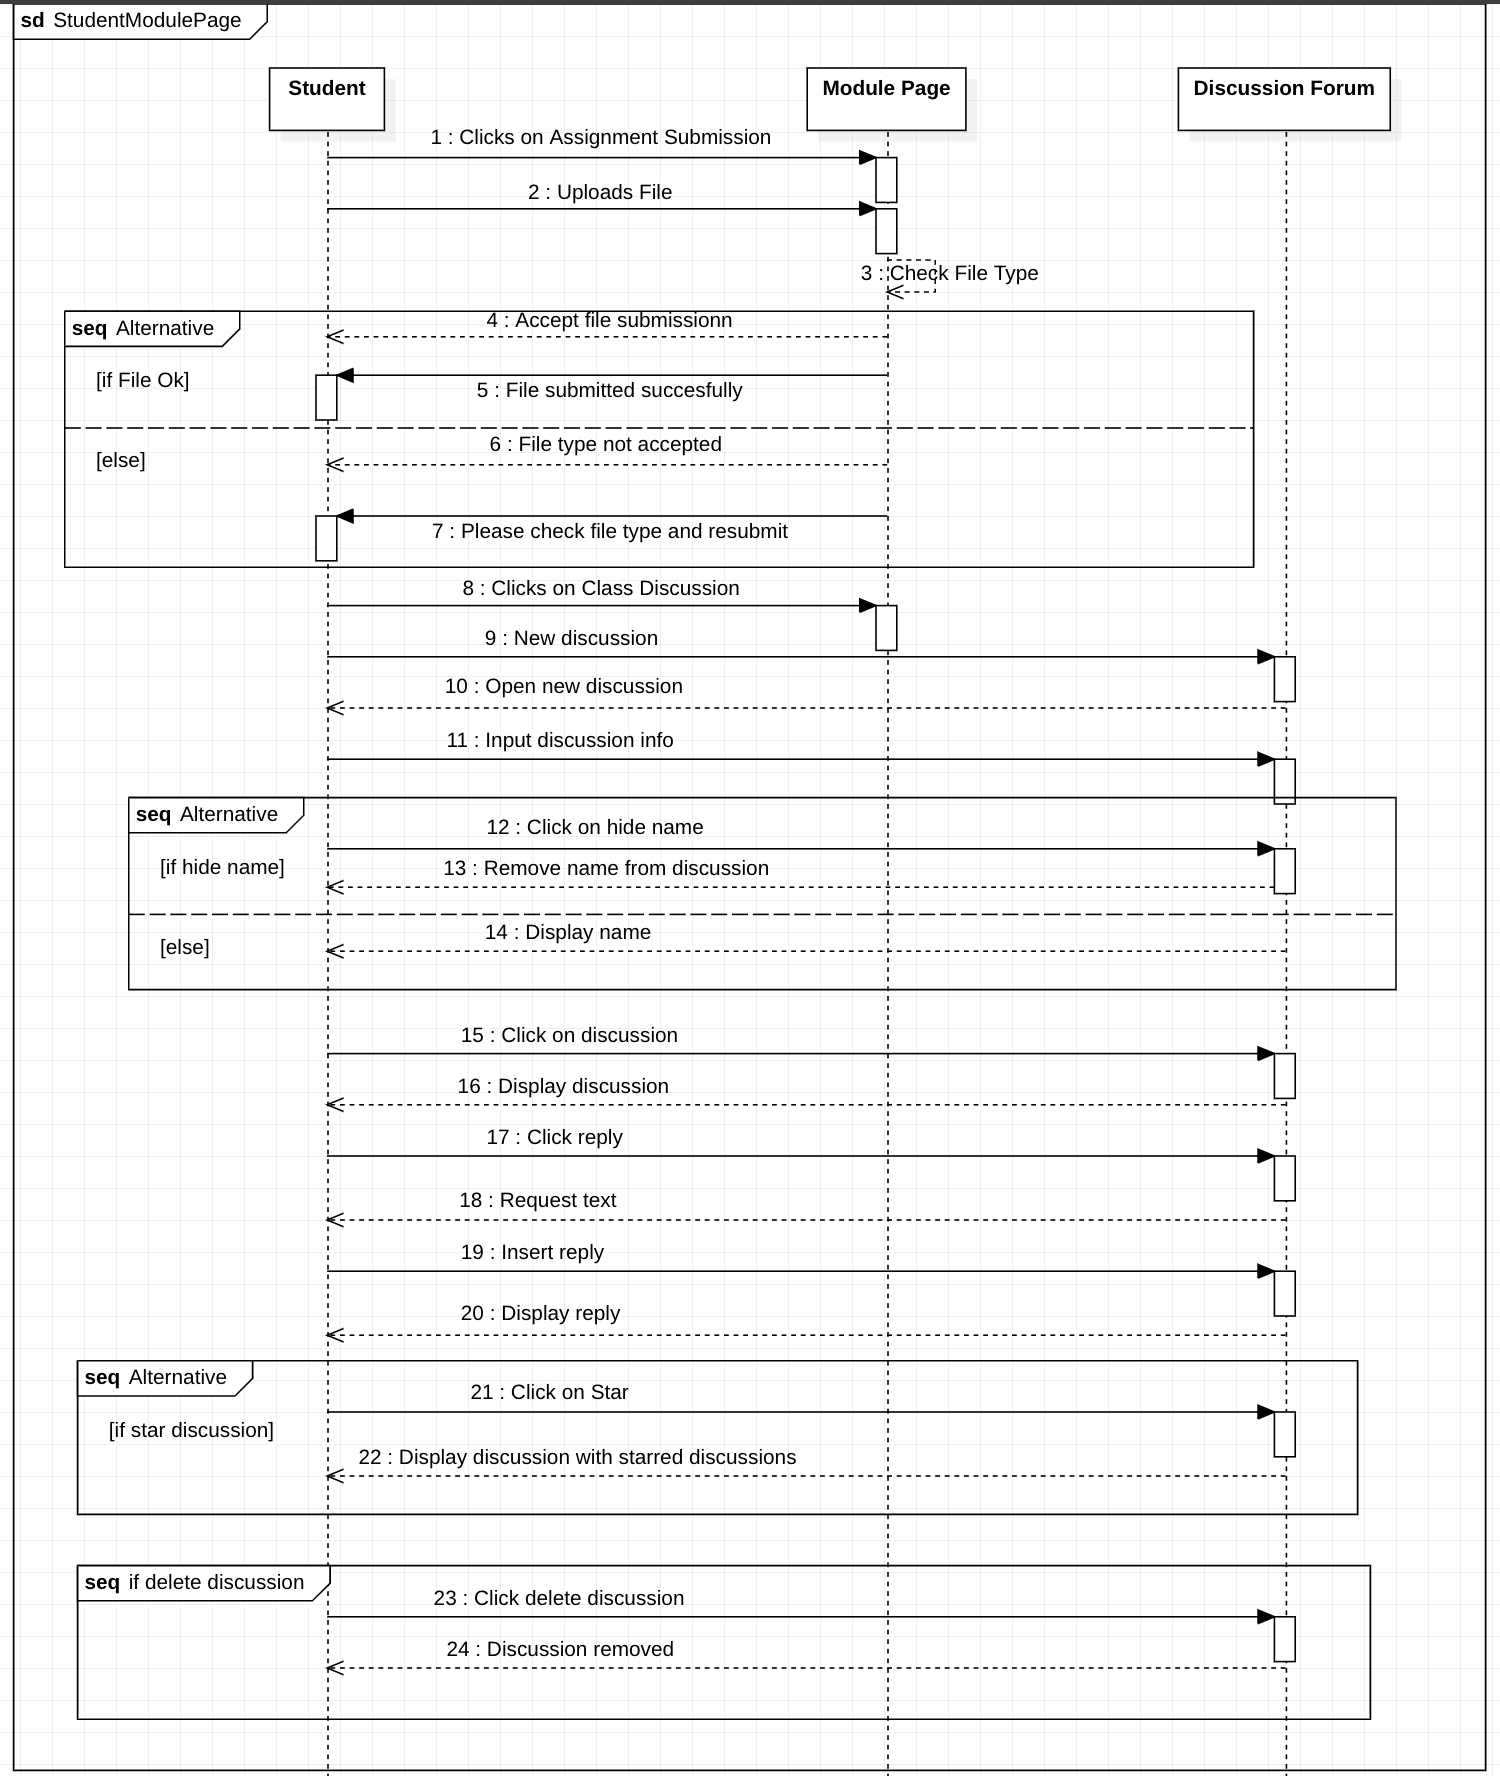 sd StudentModulePage
Student
Module Page
Discussion Forum
1 : Clicks on Assignment Submission
2 : Uploads File
3 : Check File Type
seq Alternative
4 : Accept file submissionn
[if File Ok]
5 : File submitted succesfully
6 : File type not accepted
[else]
7 : Please check file type and resubmit
8 : Clicks on Class Discussion
9 : New discussion
10 : Open new discussion
11 : Input discussion info
seq Alternative
12 : Click on hide name
[if hide name]
13 : Remove name from discussion
14 : Display name
[else]
15 : Click on discussion
16 : Display discussion
17 : Click reply
18 : Request text
19 : Insert reply
20 : Display reply
seq Alternative
21 : Click on Star
[if star discussion]
22 : Display discussion with starred discussions
seq if delete discussion
23 : Click delete discussion
24 : Discussion removed